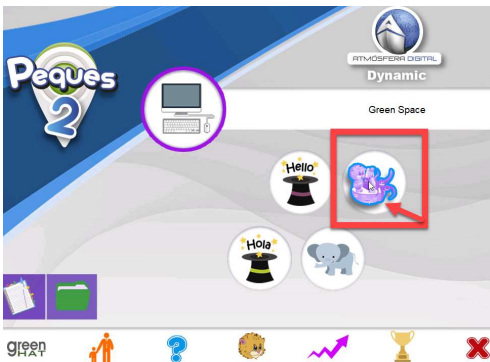 Peques
2
ATMÓSFERA DIGITAL
Dynamic
Green Space
Hello
Hola
?
green
HAT